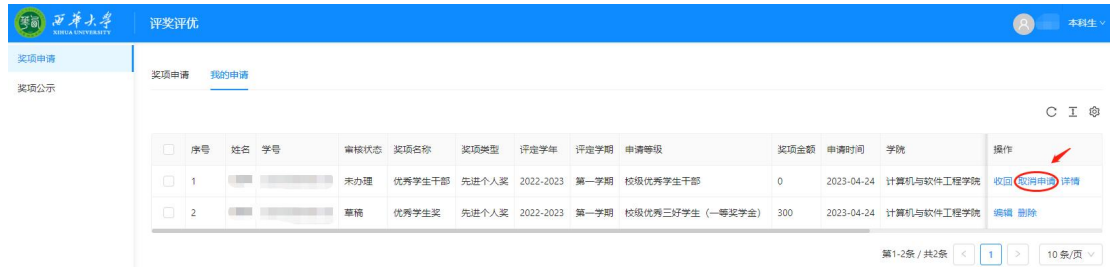 西华大学 评奖评优 本科生
XIHUA UNIVERSITY
奖项申请
奖项公示
奖项申请 我的申请
序号 姓名 学号 审核状态 奖项名称 奖项类型 评定学年 评定学期 申请等级 奖项金额 申请时间 学院 操作
1 未办理 优秀学生干部 先进个人奖 2022-2023 第一学期 校级优秀学生干部 0 2023-04-24 计算机与软件工程学院 收回 取消申请 详情
2 草稿 优秀学生奖 先进个人奖 2022-2023 第一学期 校级优秀三好学生（一等奖学金） 300 2023-04-24 计算机与软件工程学院 编辑 删除
第1-2条 / 共2条 < 1 > 10 条/页